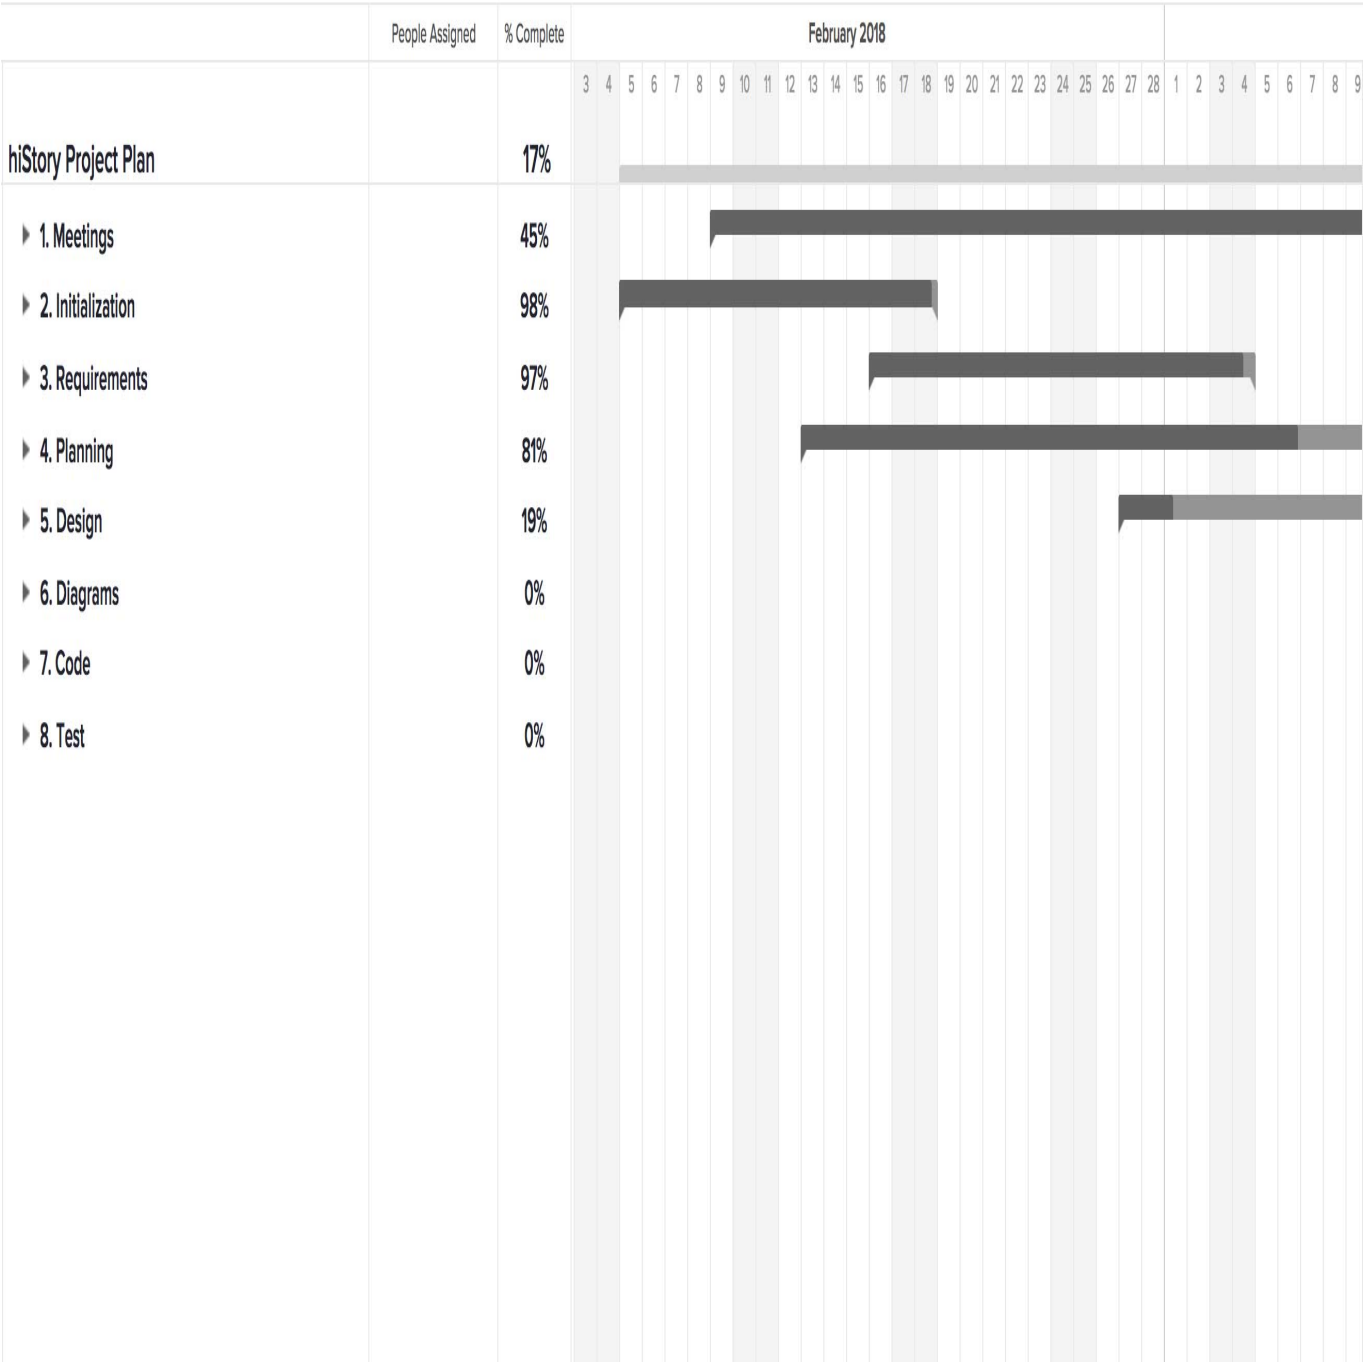 People Assigned % Complete February 2018
3 4 5 6 7 8 9 10 11 12 13 14 15 16 17 18 19 20 21 22 23 24 25 26 27 28 1 2 3 4 5 6 7 8 9
hiStory Project Plan 17%
1. Meetings 45%
2. Initialization 98%
3. Requirements 97%
4. Planning 81%
5. Design 19%
6. Diagrams 0%
7. Code 0%
8. Test 0%